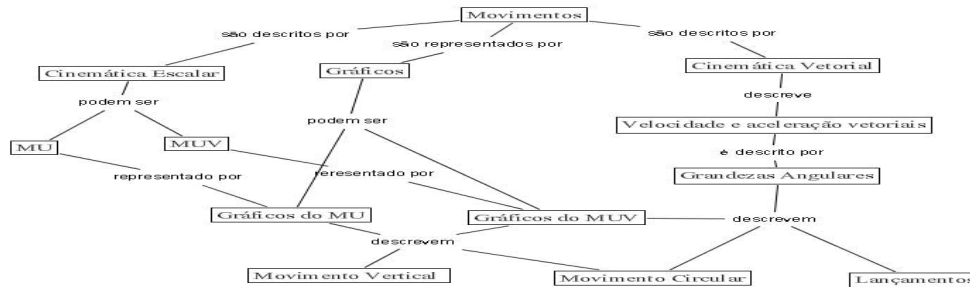 Movimentos
são descritos por
são representados por
são descritos por
Cinemática Escalar
Gráficos
Cinemática Vetorial
podem ser
podem ser
descreve
MU
MUV
Velocidade e aceleração vetoriais
é descrito por
representado por
reresentado por
Grandezas Angulares
Gráficos do MU
Gráficos do MUV
descrevem
descrevem
Movimento Vertical
Movimento Circular
Lançamentos